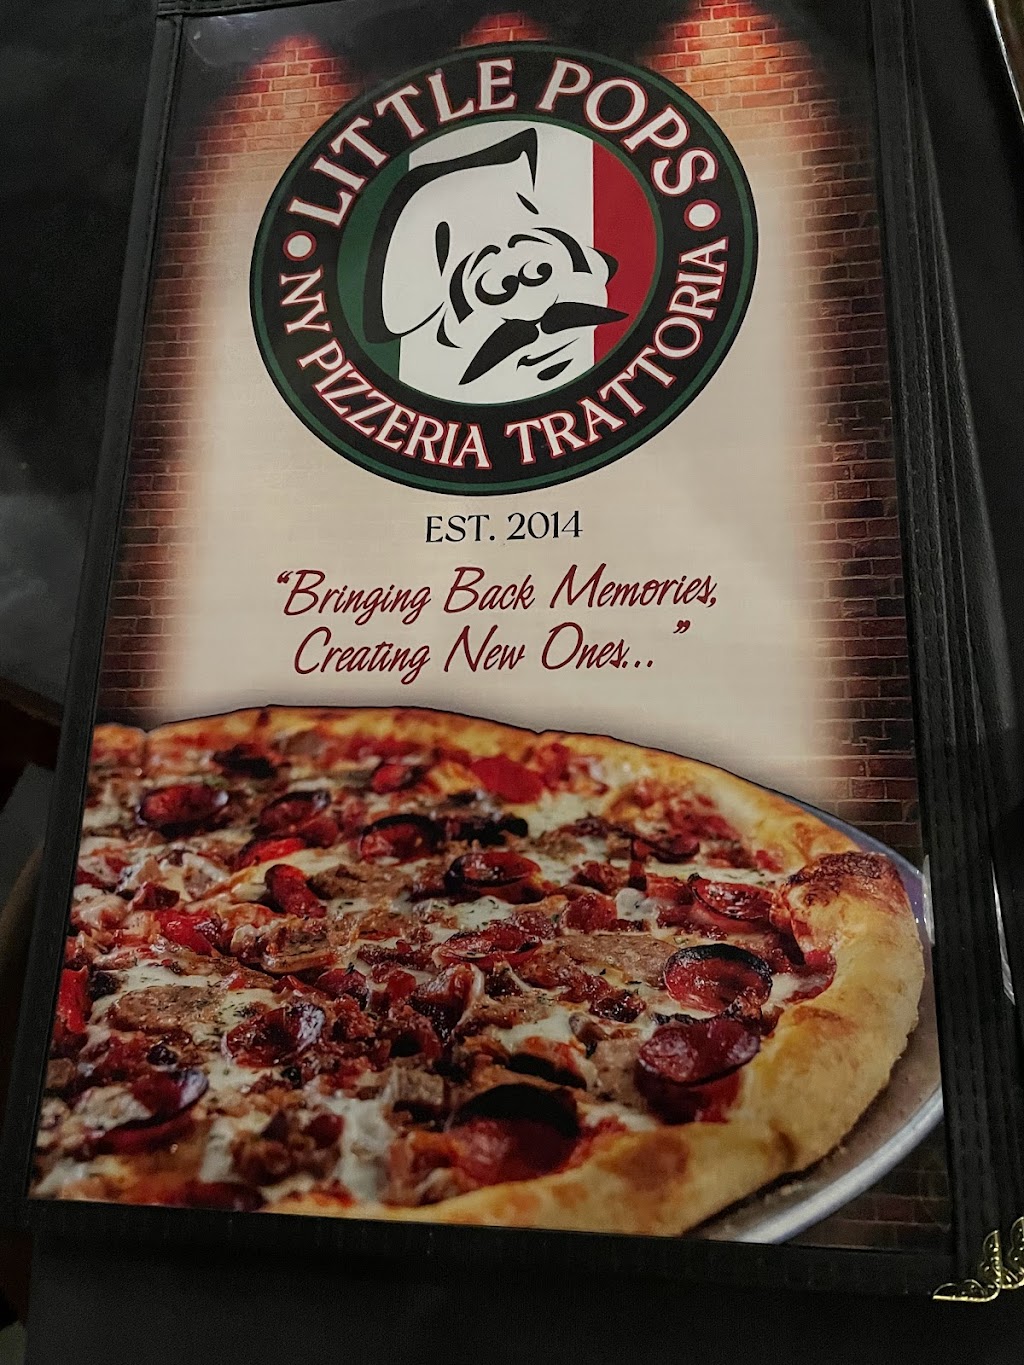 • LITTLE POPS •
NY PIZZERIA TRATTORIA
EST. 2014
“Bringing Back Memories,
Creating New Ones...”